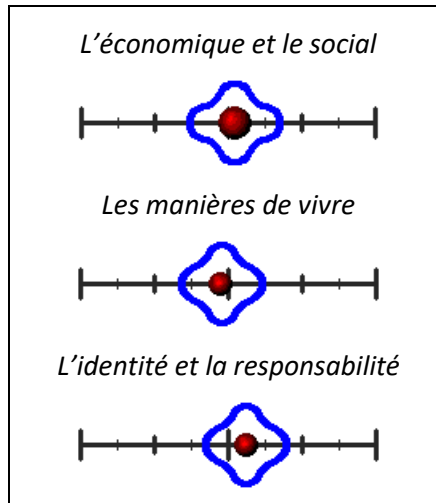 L’économique et le social
Les manières de vivre
L’identité et la responsabilité